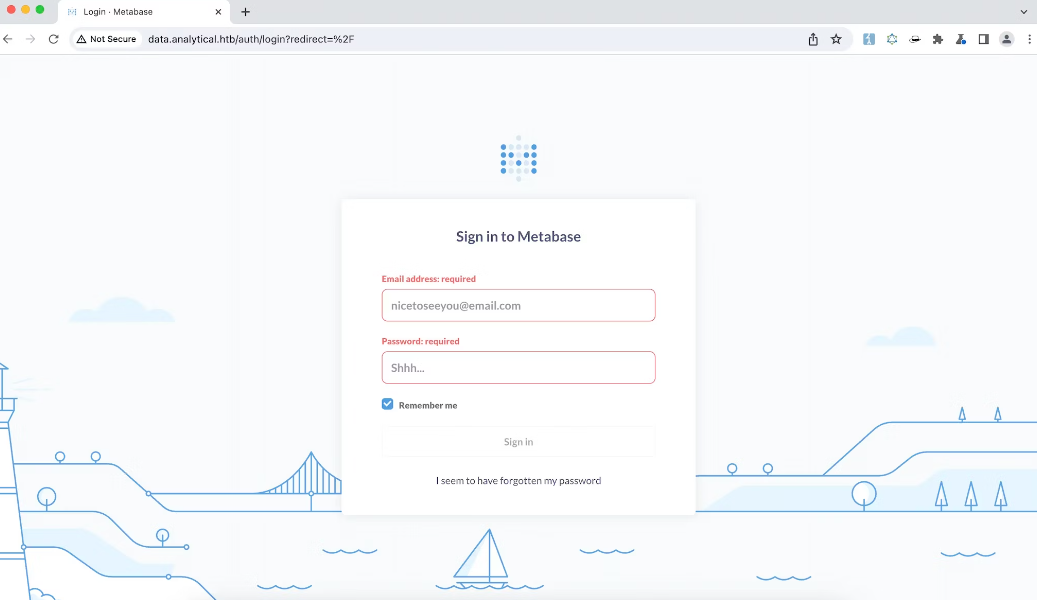 Login · Metabase
Not Secure
data.analytical.htb/auth/login?redirect=%2F
Sign in to Metabase
Email address: required
nicetoseeyou@email.com
Password: required
Shhh...
Remember me
Sign in
I seem to have forgotten my password